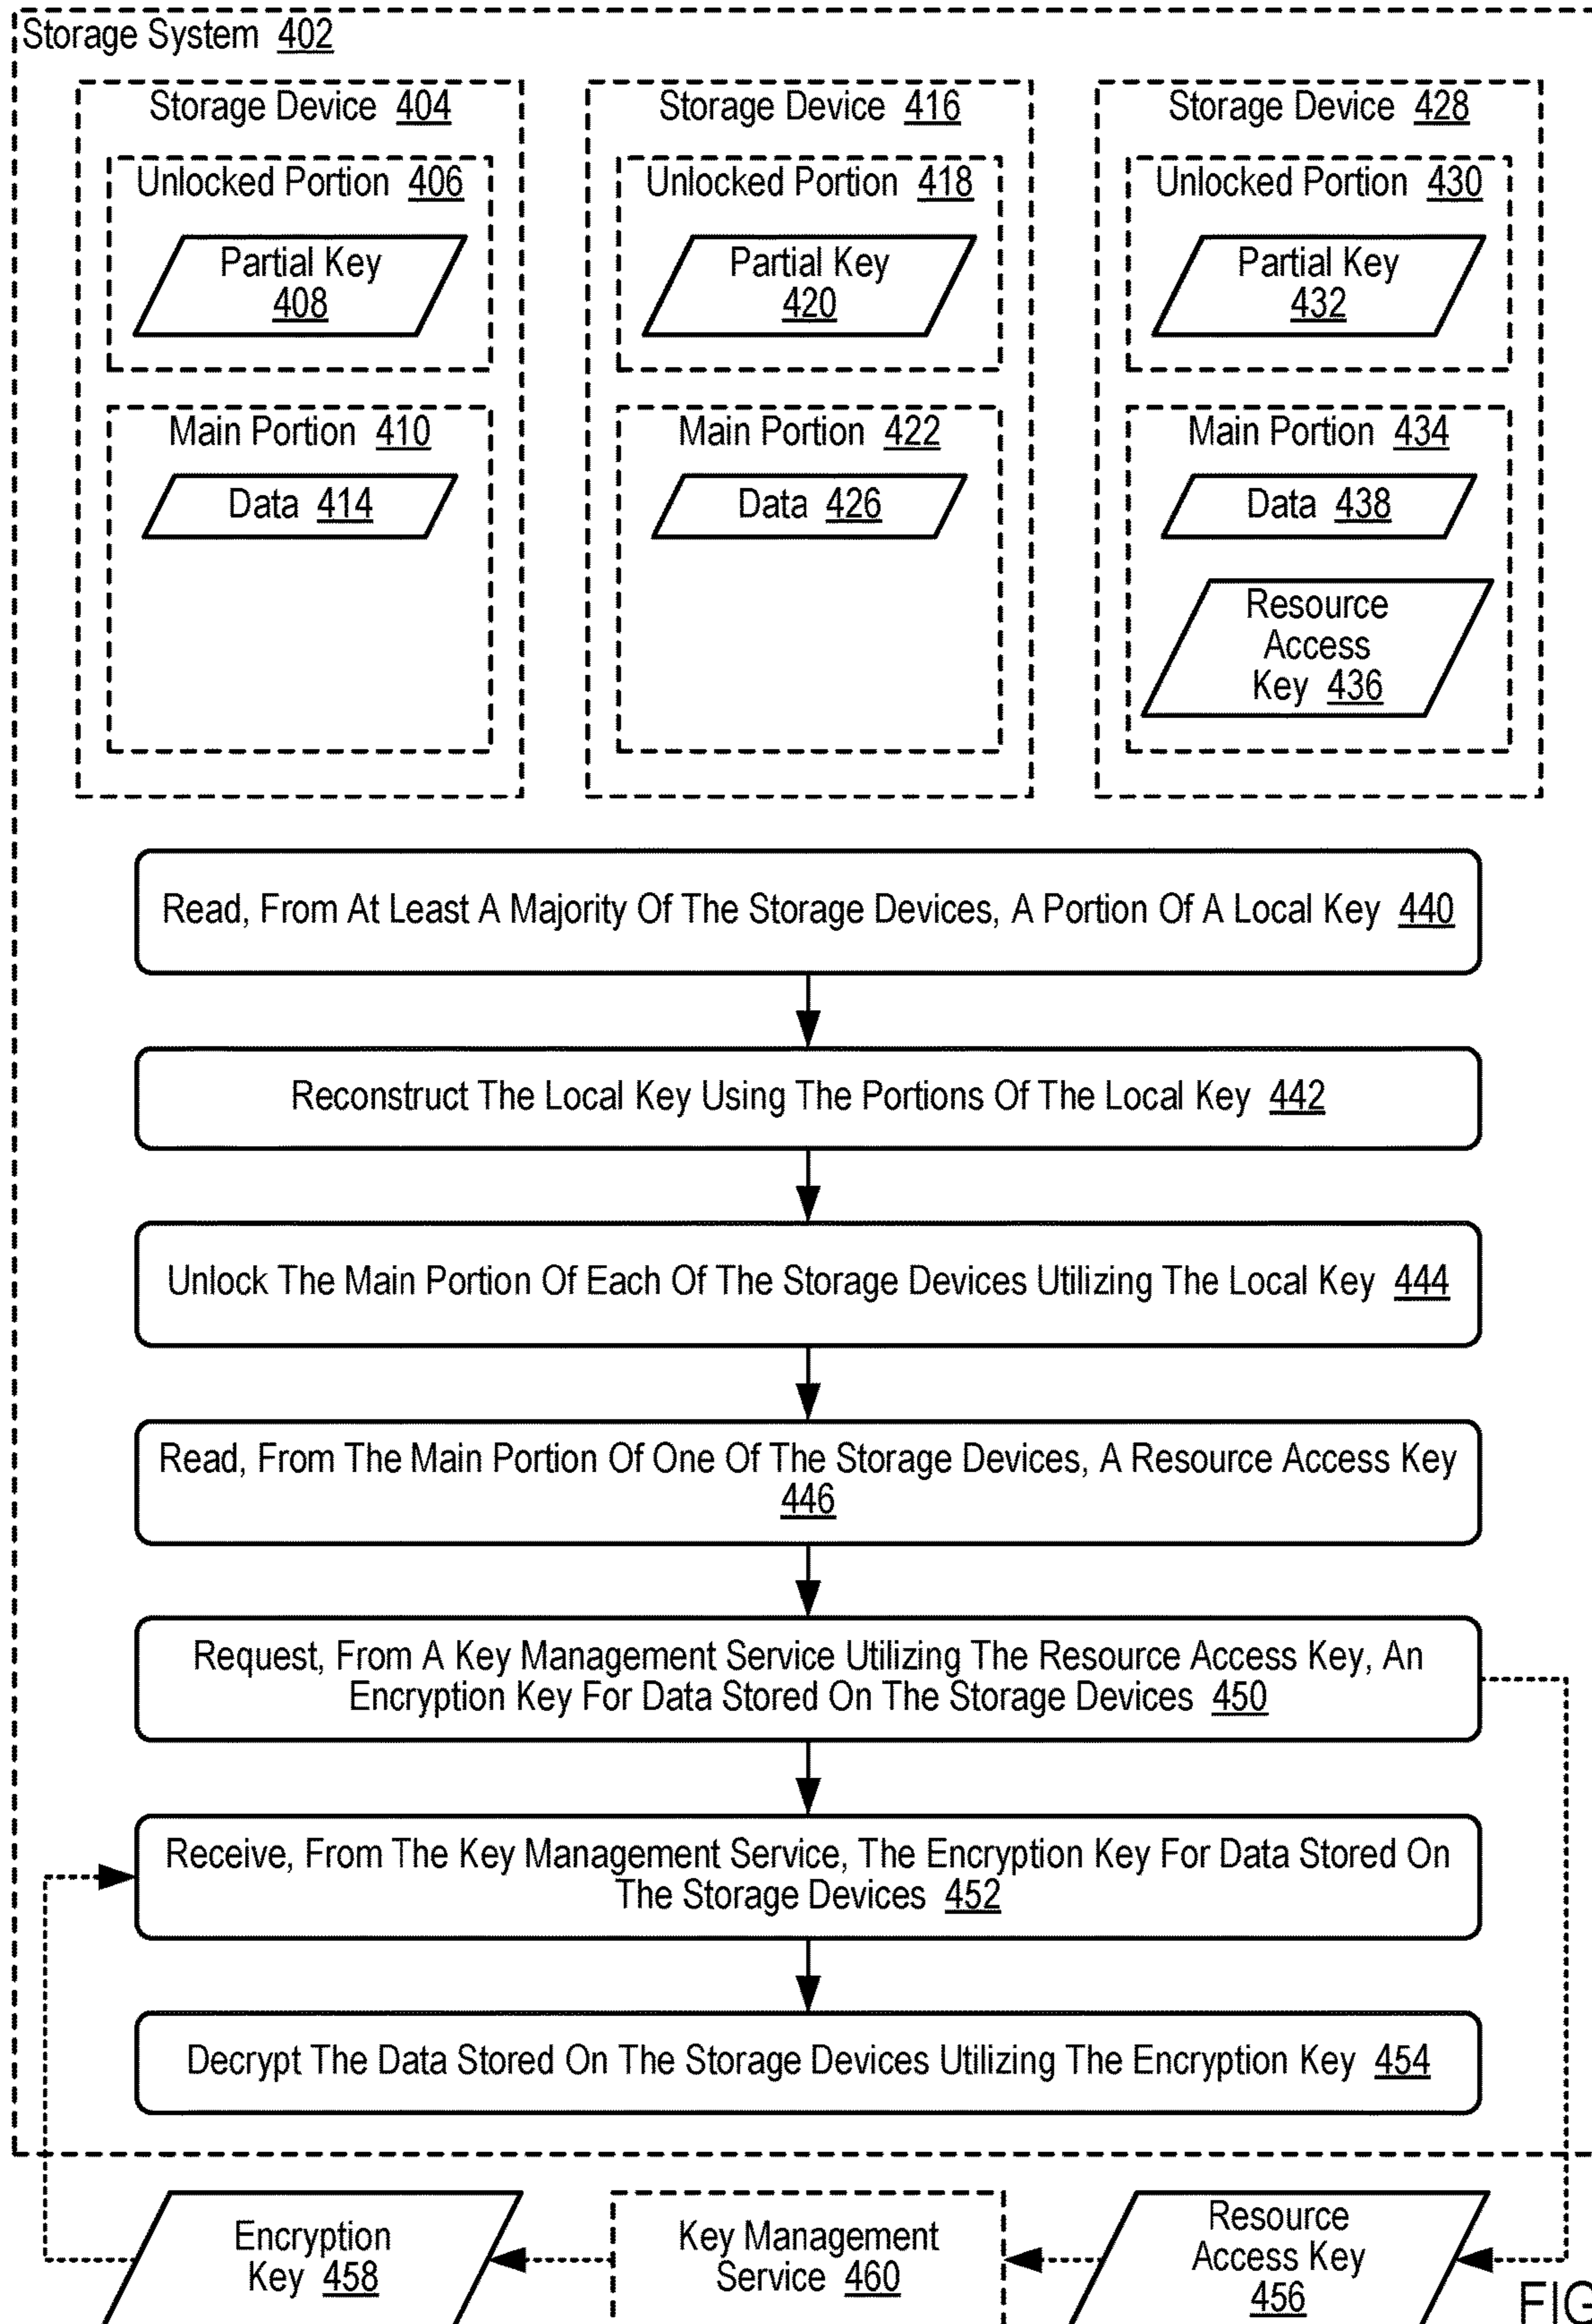 Storage System 402
Storage Device 404
Unlocked Portion 406
Partial Key
408
Main Portion 410
Data 414
Storage Device 416
Unlocked Portion 418
Partial Key
420
Main Portion 422
Data 426
Storage Device 428
Unlocked Portion 430
Partial Key
432
Main Portion 434
Data 438
Resource
Access
Key 436
Read, From At Least A Majority Of The Storage Devices, A Portion Of A Local Key 440
Reconstruct The Local Key Using The Portions Of The Local Key 442
Unlock The Main Portion Of Each Of The Storage Devices Utilizing The Local Key 444
Read, From The Main Portion Of One Of The Storage Devices, A Resource Access Key
446
Request, From A Key Management Service Utilizing The Resource Access Key, An
Encryption Key For Data Stored On The Storage Devices 450
Receive, From The Key Management Service, The Encryption Key For Data Stored On
The Storage Devices 452
Decrypt The Data Stored On The Storage Devices Utilizing The Encryption Key 454
Encryption
Key 458
Key Management
Service 460
Resource
Access Key
456
FIG